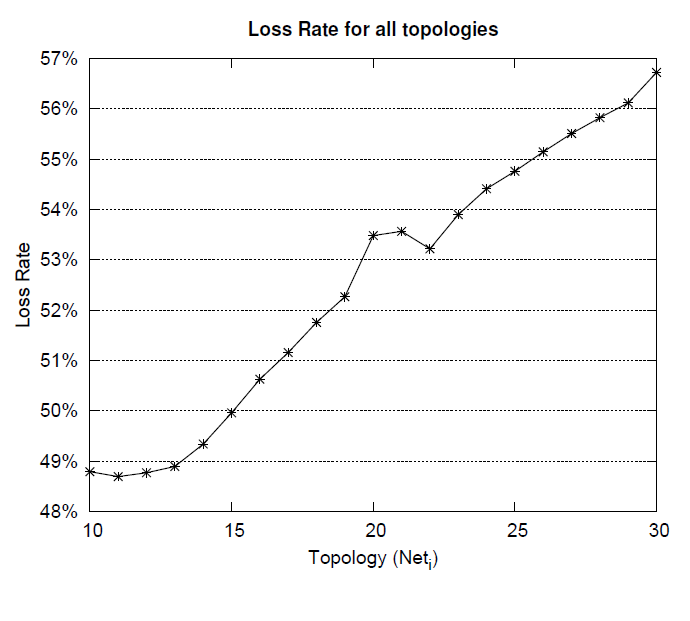 Loss Rate for all topologies
57%
56%
55%
54%
53%
52%
51%
50%
49%
48%
Loss Rate
10 15 20 25 30
Topology (Neti)